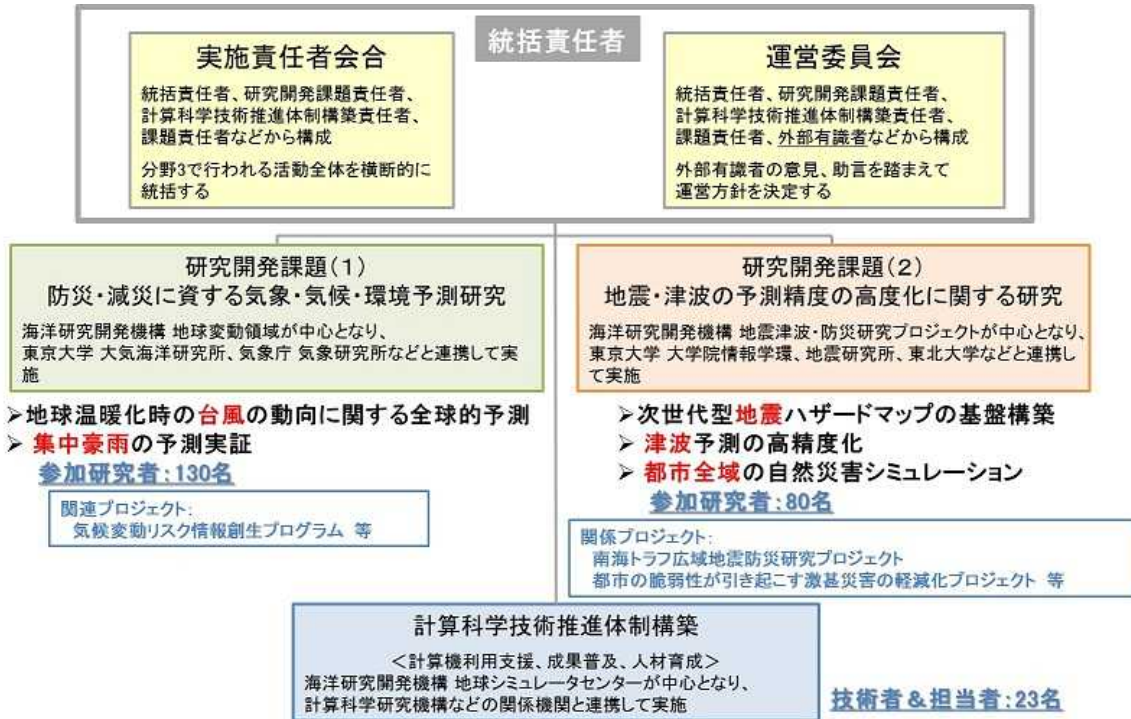 統括責任者
実施責任者会合
統括責任者、研究開発課題責任者、
計算科学技術推進体制構築責任者、
課題責任者などから構成
分野3で行われる活動全体を横断的に
統括する
運営委員会
統括責任者、研究開発課題責任者、
計算科学技術推進体制構築責任者、
課題責任者、外部有識者などから構成
外部有識者の意見、助言を踏まえて
運営方針を決定する
研究開発課題(1)
防災・減災に資する気象・気候・環境予測研究
海洋研究開発機構 地球変動領域が中心となり、
東京大学 大気海洋研究所、気象庁 気象研究所などと連携して実
施
➢地球温暖化時の台風の動向に関する全球的予測
➢ 集中豪雨の予測実証
参加研究者:130名
関連プロジェクト:
気候変動リスク情報創生プログラム 等
研究開発課題(2)
地震・津波の予測精度の高度化に関する研究
海洋研究開発機構 地震津波・防災研究プロジェクトが中心となり、
東京大学 大学院情報学環、地震研究所、東北大学などと連携し
て実施
➢次世代型地震ハザードマップの基盤構築
➢ 津波予測の高精度化
➢ 都市全域の自然災害シミュレーション
参加研究者:80名
関係プロジェクト:
南海トラフ広域地震防災研究プロジェクト
都市の脆弱性が引き起こす激甚災害の軽減化プロジェクト 等
計算科学技術推進体制構築
<計算機利用支援、成果普及、人材育成>
海洋研究開発機構 地球シミュレータセンターが中心となり、
計算科学研究機構などの関係機関と連携して実施
技術者&担当者:23名